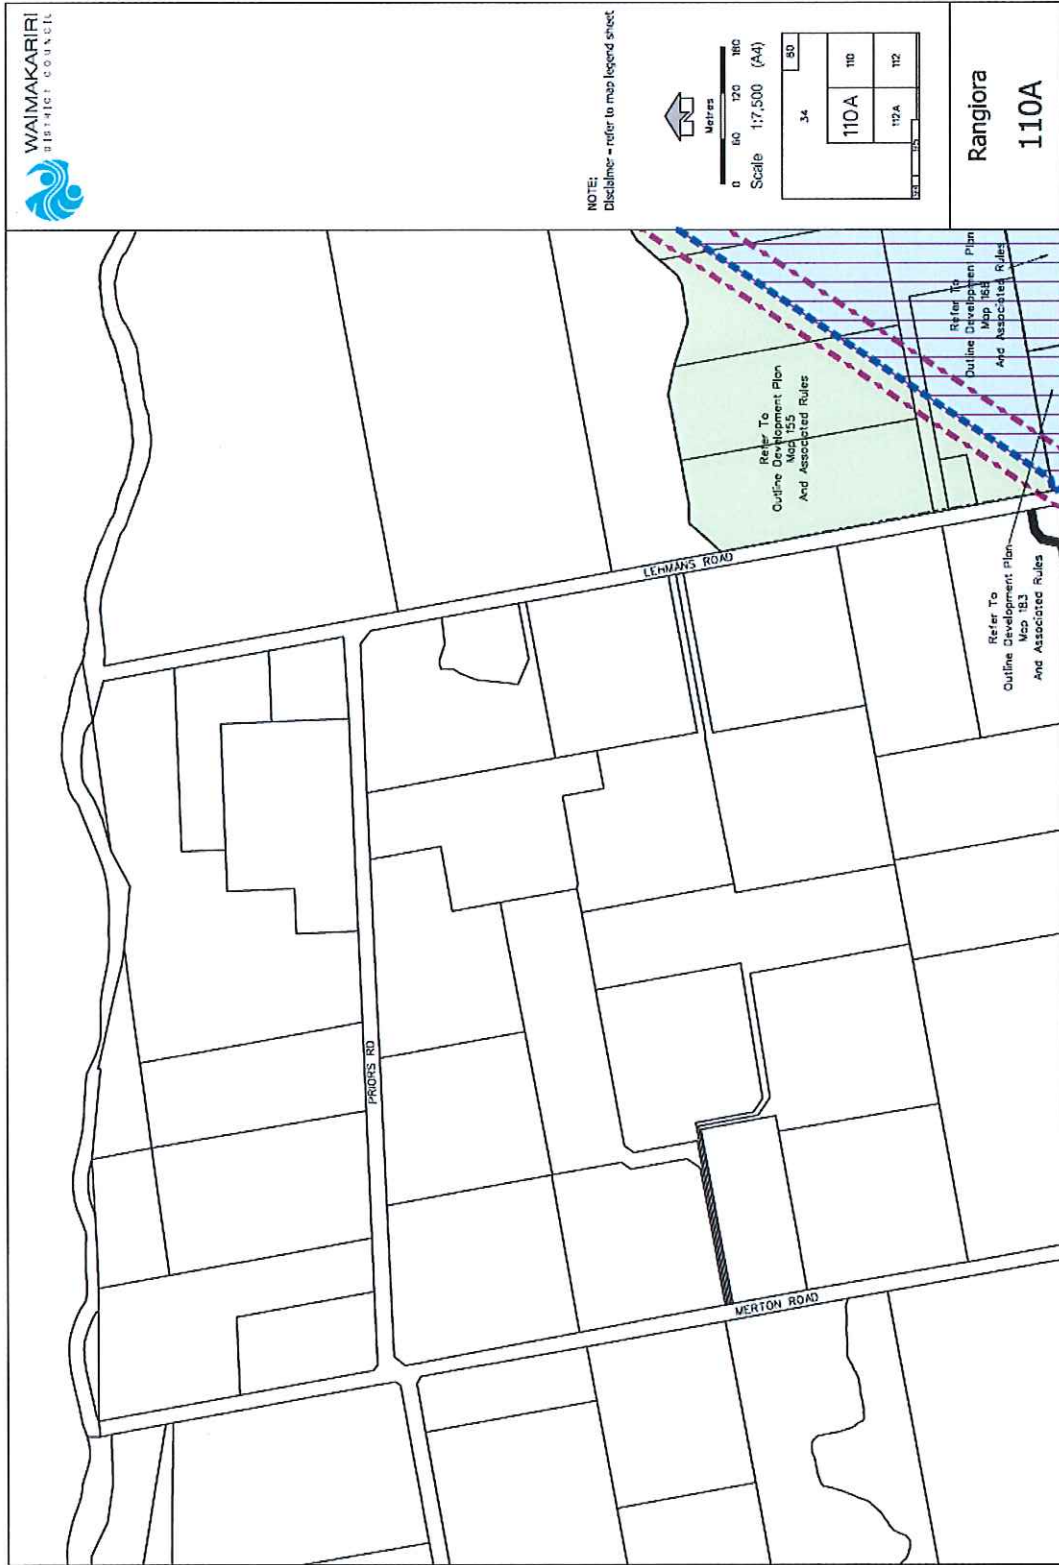 WAIMAKARIRI
DISTRICT COUNCIL
NOTE:
Disclaimer - refer to map legend sheet
N
Metres
0 60 120 180
Scale 1:7,500 (A4)
34
60
110A
110
112A
112
95
Rangiora
110A
PRIORS RD
LEHMANS ROAD
MERTON ROAD
Refer To
Outline Development Plan
Map 155
And Associated Rules
Refer To
Outline Development Plan
Map 168
And Associated Rules
Refer To
Outline Development Plan
Map 183
And Associated Rules